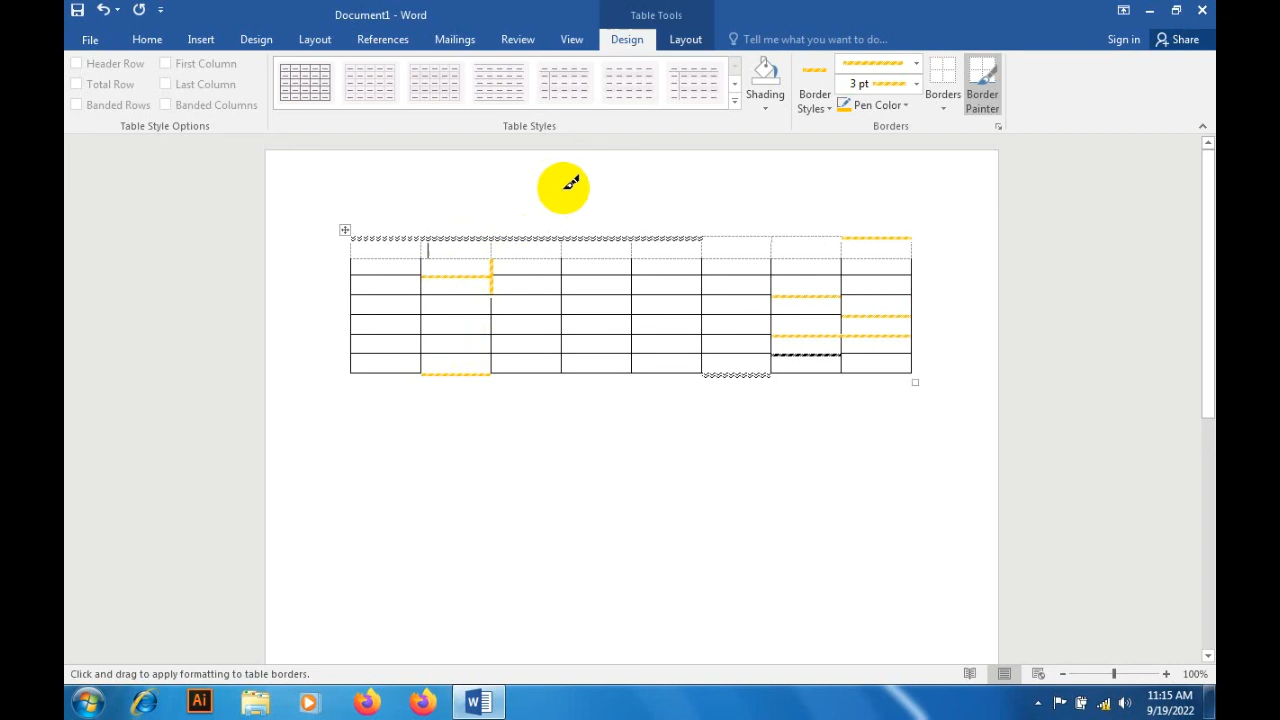 Document1 - Word
Table Tools
File Home Insert Design Layout References Mailings Review View Design Layout Tell me what you want to do... Sign in Share
Header Row First Column
Total Row Last Column
Banded Rows Banded Columns
Table Style Options
Table Styles
Shading
Border Styles
3 pt
Pen Color
Borders
Border Painter
Borders
Click and drag to apply formatting to table borders.
100%
Ai
11:15 AM
9/19/2022